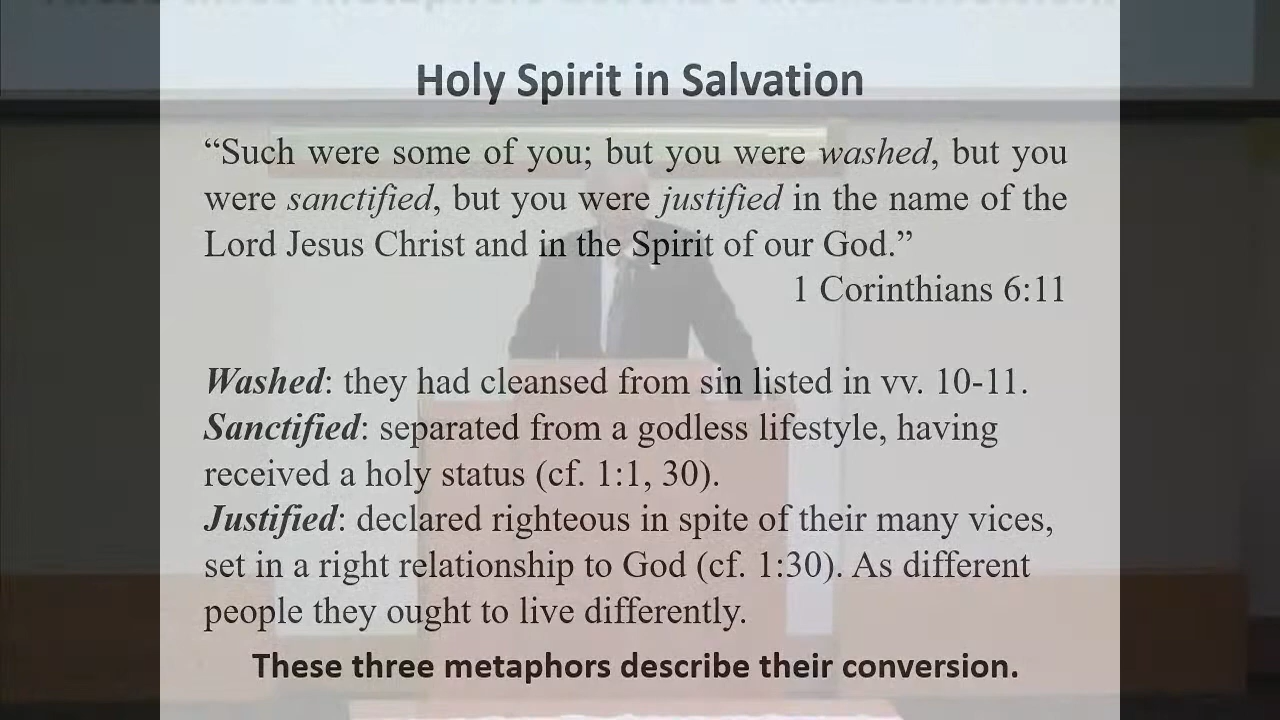 Holy Spirit in Salvation
“Such were some of you; but you were washed, but you
were sanctified, but you were justified in the name of the
Lord Jesus Christ and in the Spirit of our God.”
1 Corinthians 6:11
Washed: they had cleansed from sin listed in vv. 10-11.
Sanctified: separated from a godless lifestyle, having
received a holy status (cf. 1:1, 30).
Justified: declared righteous in spite of their many vices,
set in a right relationship to God (cf. 1:30). As different
people they ought to live differently.
These three metaphors describe their conversion.